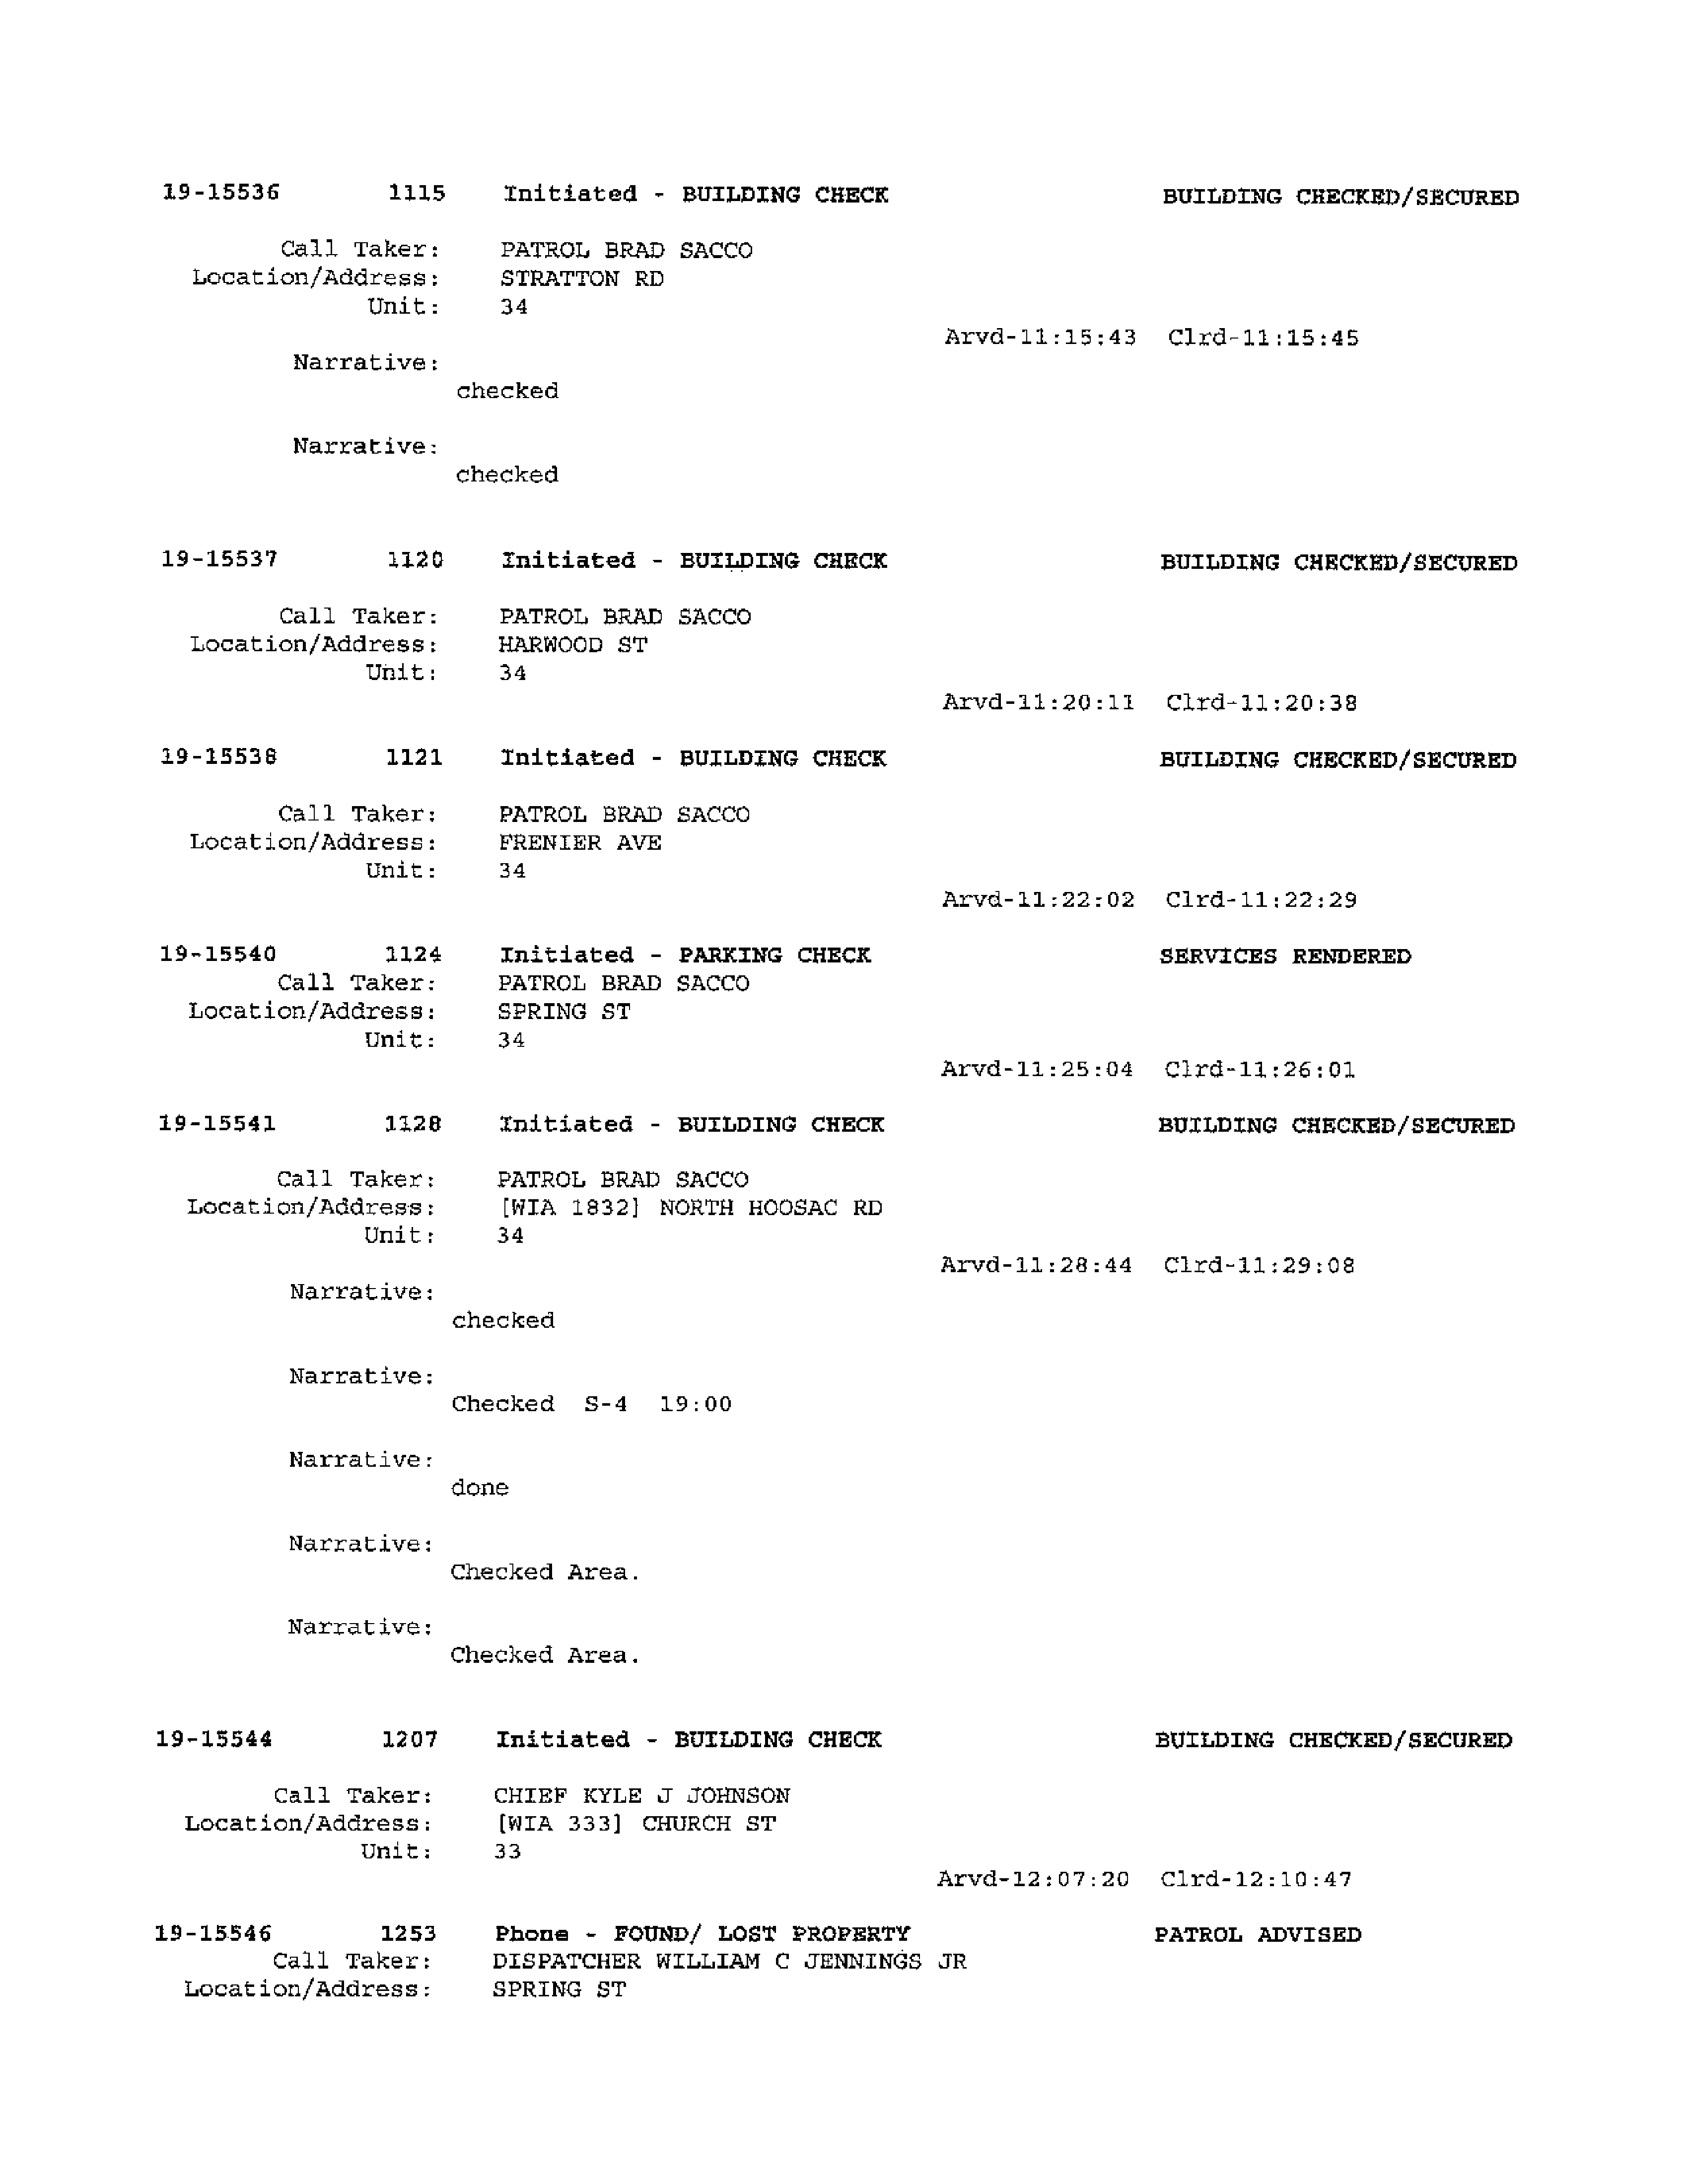 19-15536 1115 Initiated - BUILDING CHECK BUILDING CHECKED/SECURED
Call Taker: PATROL BRAD SACCO
Location/Address: STRATTON RD
Unit: 34
Arvd-11:15:43 Clrd-11:15:45
Narrative:
checked
Narrative:
checked
19-15537 1120 Initiated - BUILDING CHECK BUILDING CHECKED/SECURED
Call Taker: PATROL BRAD SACCO
Location/Address: HARWOOD ST
Unit: 34
Arvd-11:20:11 Clrd-11:20:38
19-15538 1121 Initiated - BUILDING CHECK BUILDING CHECKED/SECURED
Call Taker: PATROL BRAD SACCO
Location/Address: FRENIER AVE
Unit: 34
Arvd-11:22:02 Clrd-11:22:29
19-15540 1124 Initiated - PARKING CHECK SERVICES RENDERED
Call Taker: PATROL BRAD SACCO
Location/Address: SPRING ST
Unit: 34
Arvd-11:25:04 Clrd-11:26:01
19-15541 1128 Initiated - BUILDING CHECK BUILDING CHECKED/SECURED
Call Taker: PATROL BRAD SACCO
Location/Address: [WIA 1832] NORTH HOOSAC RD
Unit: 34
Arvd-11:28:44 Clrd-11:29:08
Narrative:
checked
Narrative:
Checked S-4 19:00
Narrative:
done
Narrative:
Checked Area.
Narrative:
Checked Area.
19-15544 1207 Initiated - BUILDING CHECK BUILDING CHECKED/SECURED
Call Taker: CHIEF KYLE J JOHNSON
Location/Address: [WIA 333] CHURCH ST
Unit: 33
Arvd-12:07:20 Clrd-12:10:47
19-15546 1253 Phone - FOUND/ LOST PROPERTY PATROL ADVISED
Call Taker: DISPATCHER WILLIAM C JENNINGS JR
Location/Address: SPRING ST